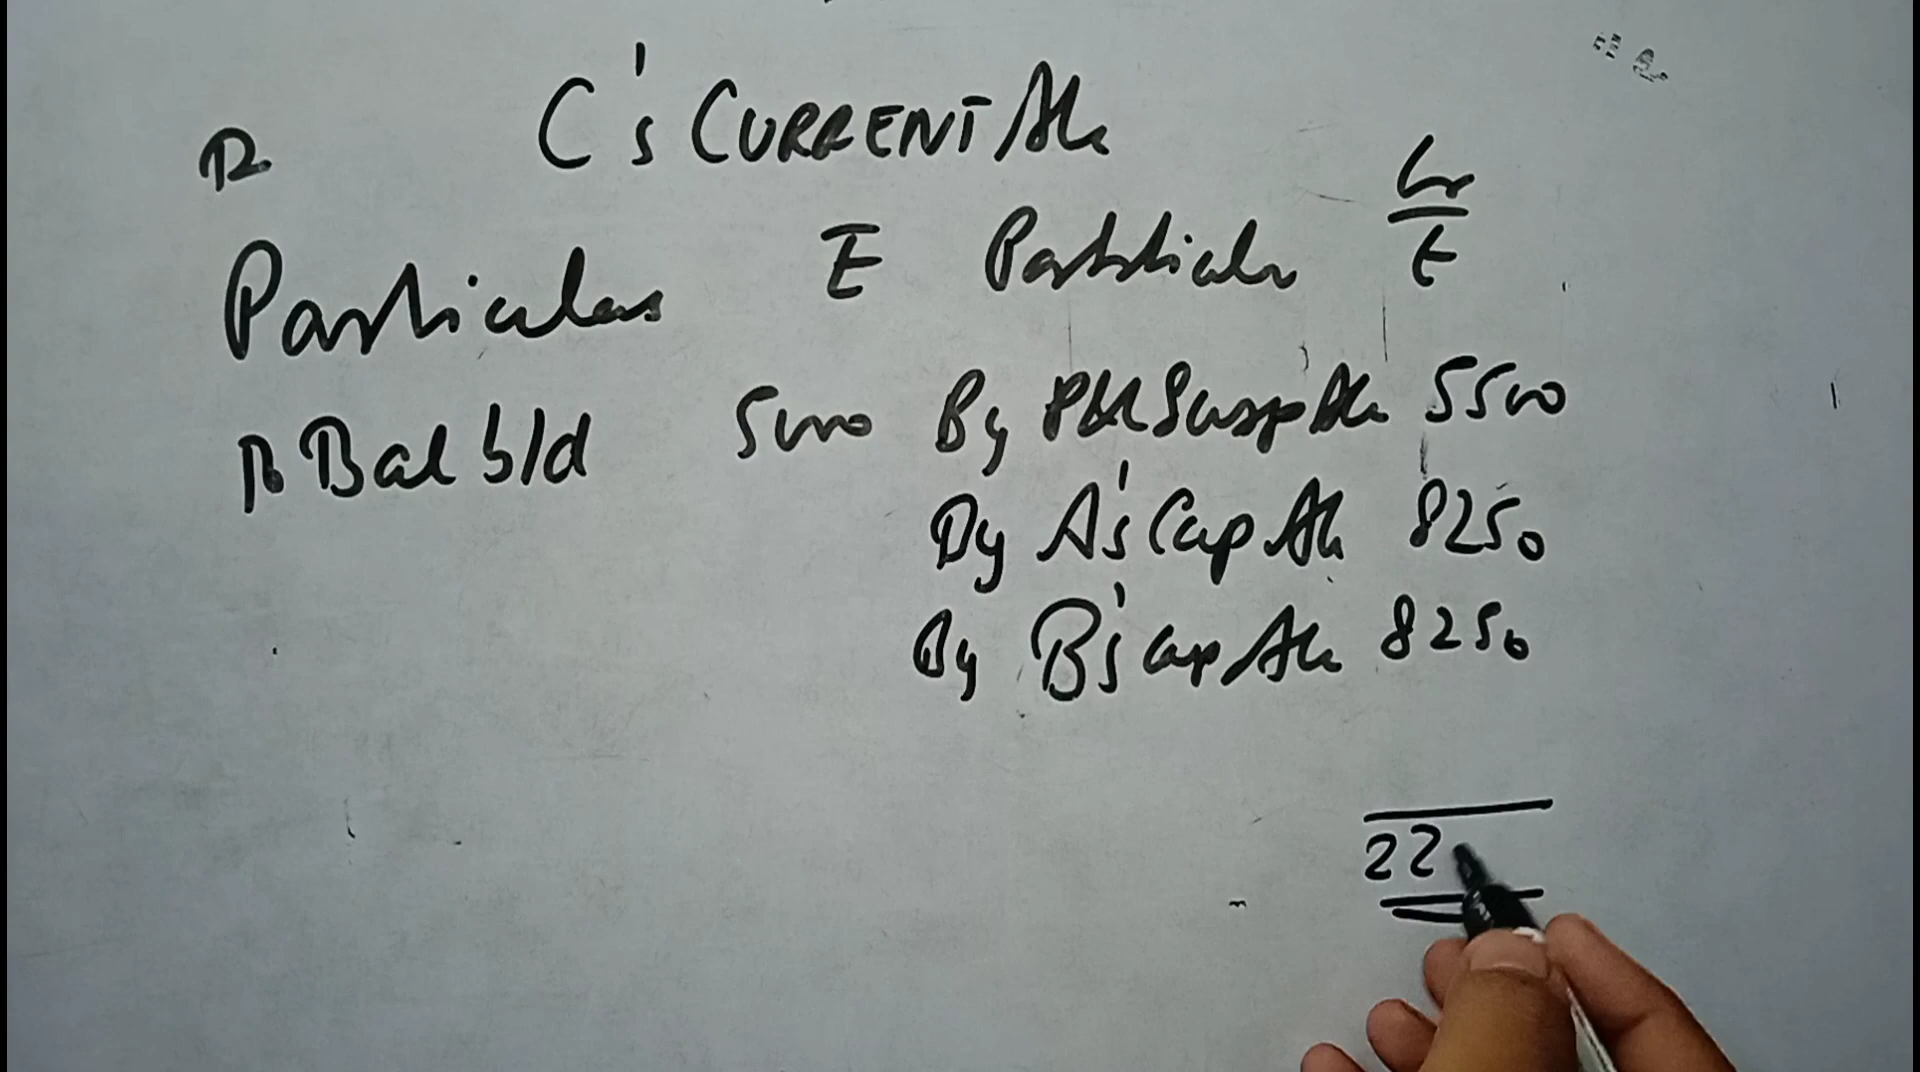 C's CURRENT A/c
Dr Cr
Particulars ₹ Particulars ₹
To Bal b/d 5000 By P&L Susp A/c 5500
By A's Cap A/c 8250
By B's Cap A/c 8250
22